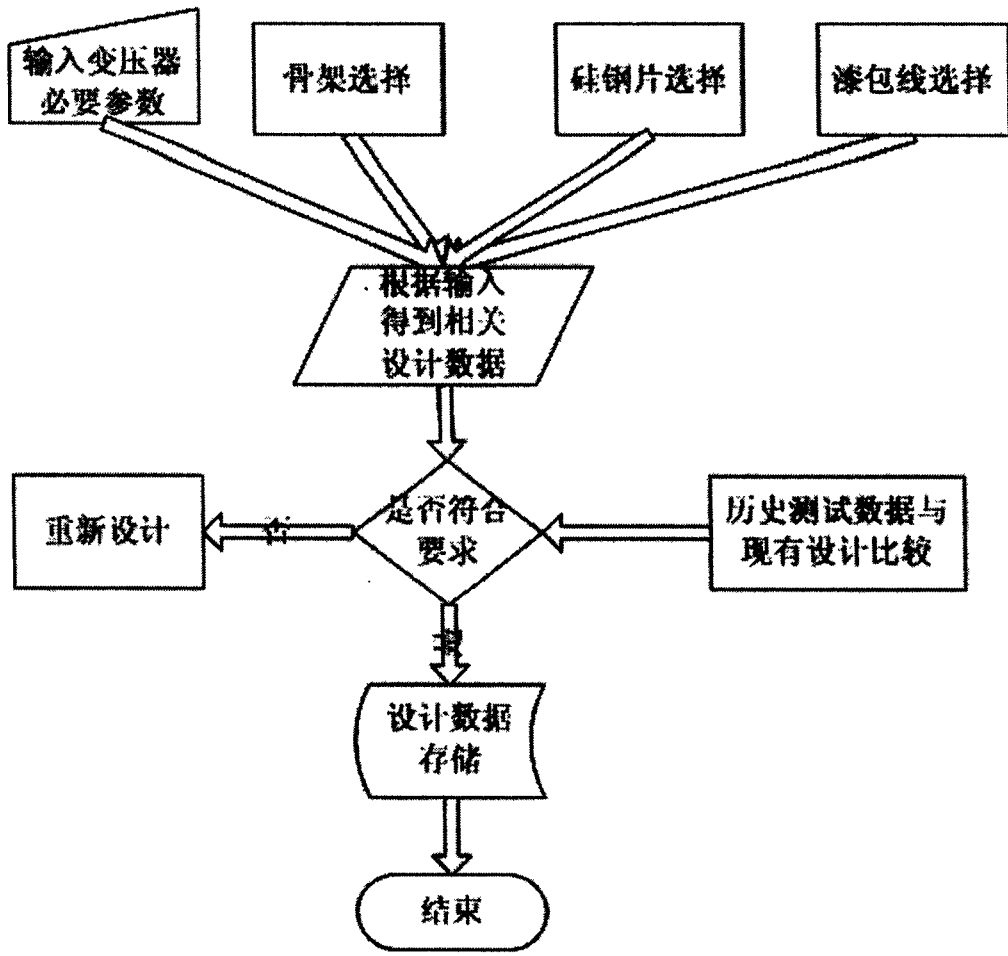 输入变压器
必要参数
骨架选择
硅钢片选择
漆包线选择
根据输入
得到相关
设计数据
重新设计
否
是否符合
要求
历史测试数据与
现有设计比较
设计数据
存储
结束